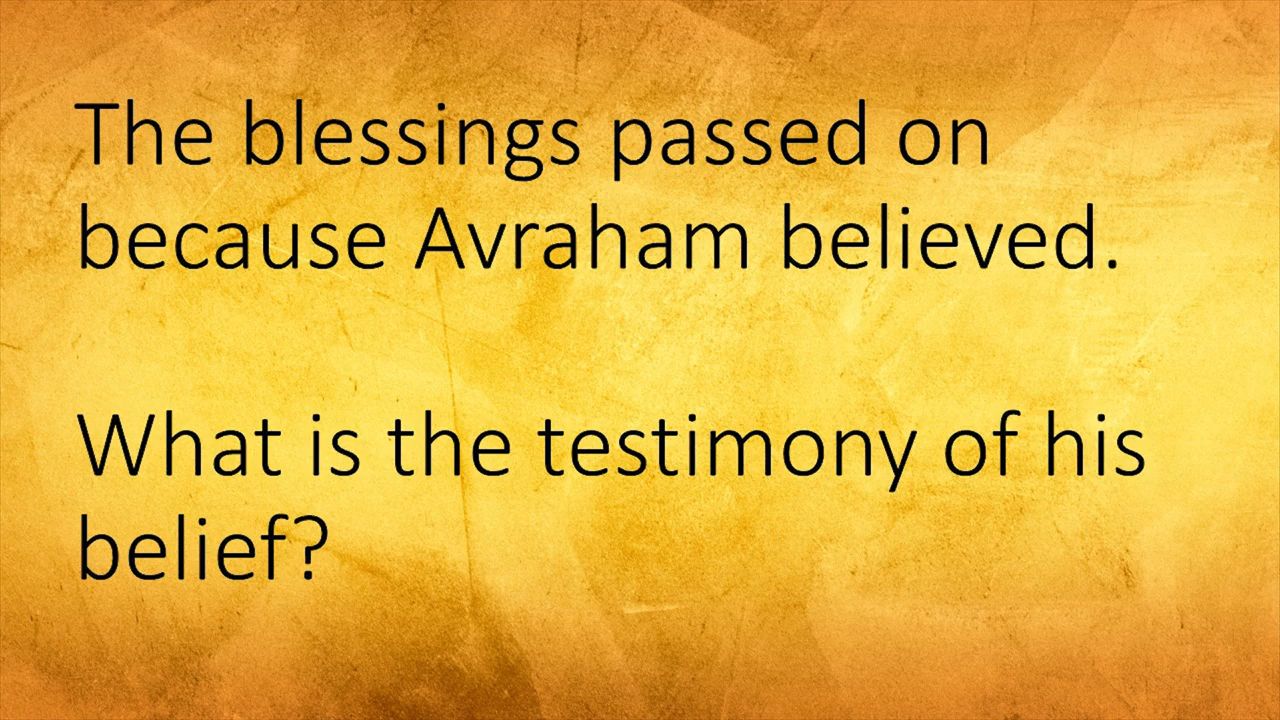 The blessings passed on
because Avraham believed.
What is the testimony of his
belief?